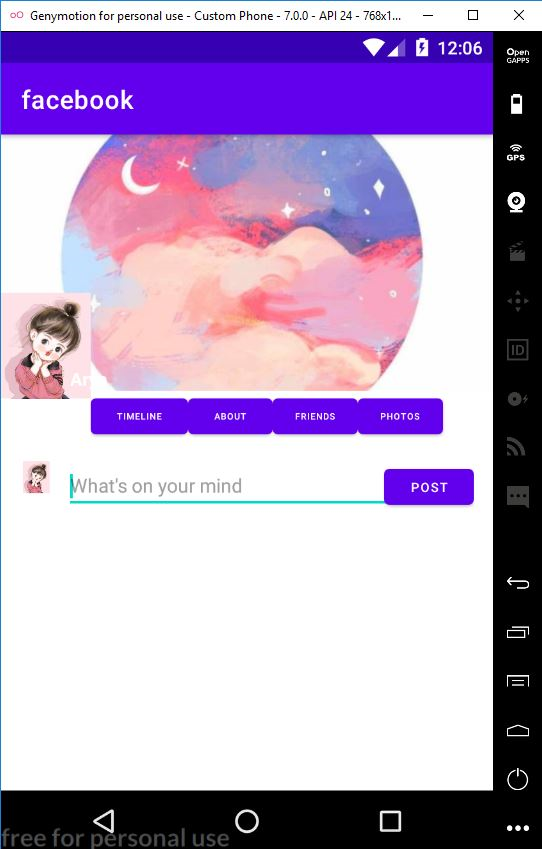 Genymotion for personal use - Custom Phone - 7.0.0 - API 24 - 768x1...
12:06
Open
GAPPS
facebook
GPS
ID
TIMELINE ABOUT FRIENDS PHOTOS
What's on your mind POST
free for personal use